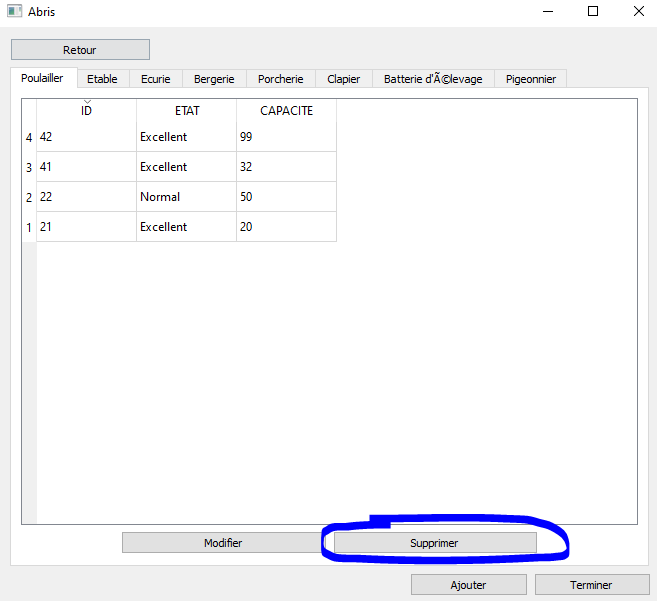 Abris
Retour
Poulailler Etable Ecurie Bergerie Porcherie Clapier Batterie d'Ã©levage Pigeonnier
ID ETAT CAPACITE
4 42 Excellent 99
3 41 Excellent 32
2 22 Normal 50
1 21 Excellent 20
Modifier Supprimer
Ajouter Terminer